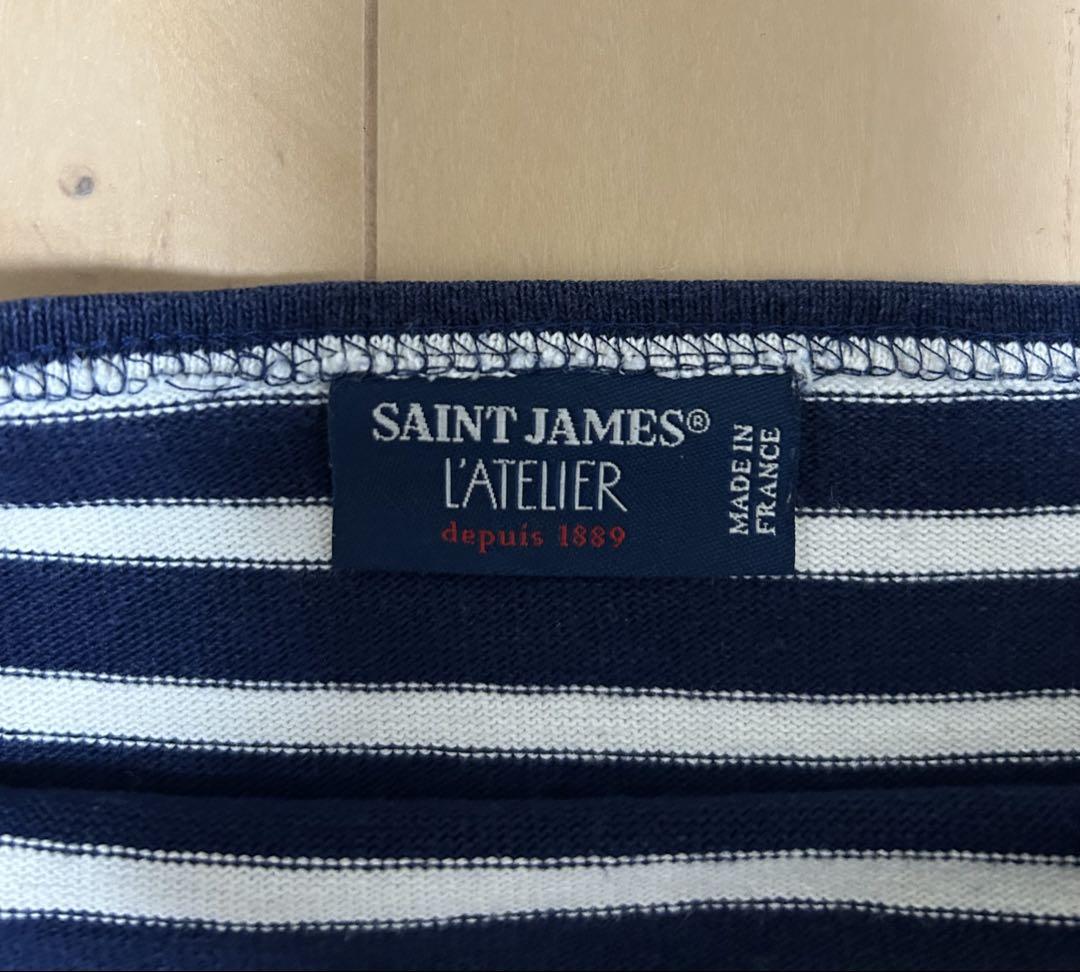 SAINT JAMES®
L'ATELIER
depuis 1889
MADE IN
FRANCE